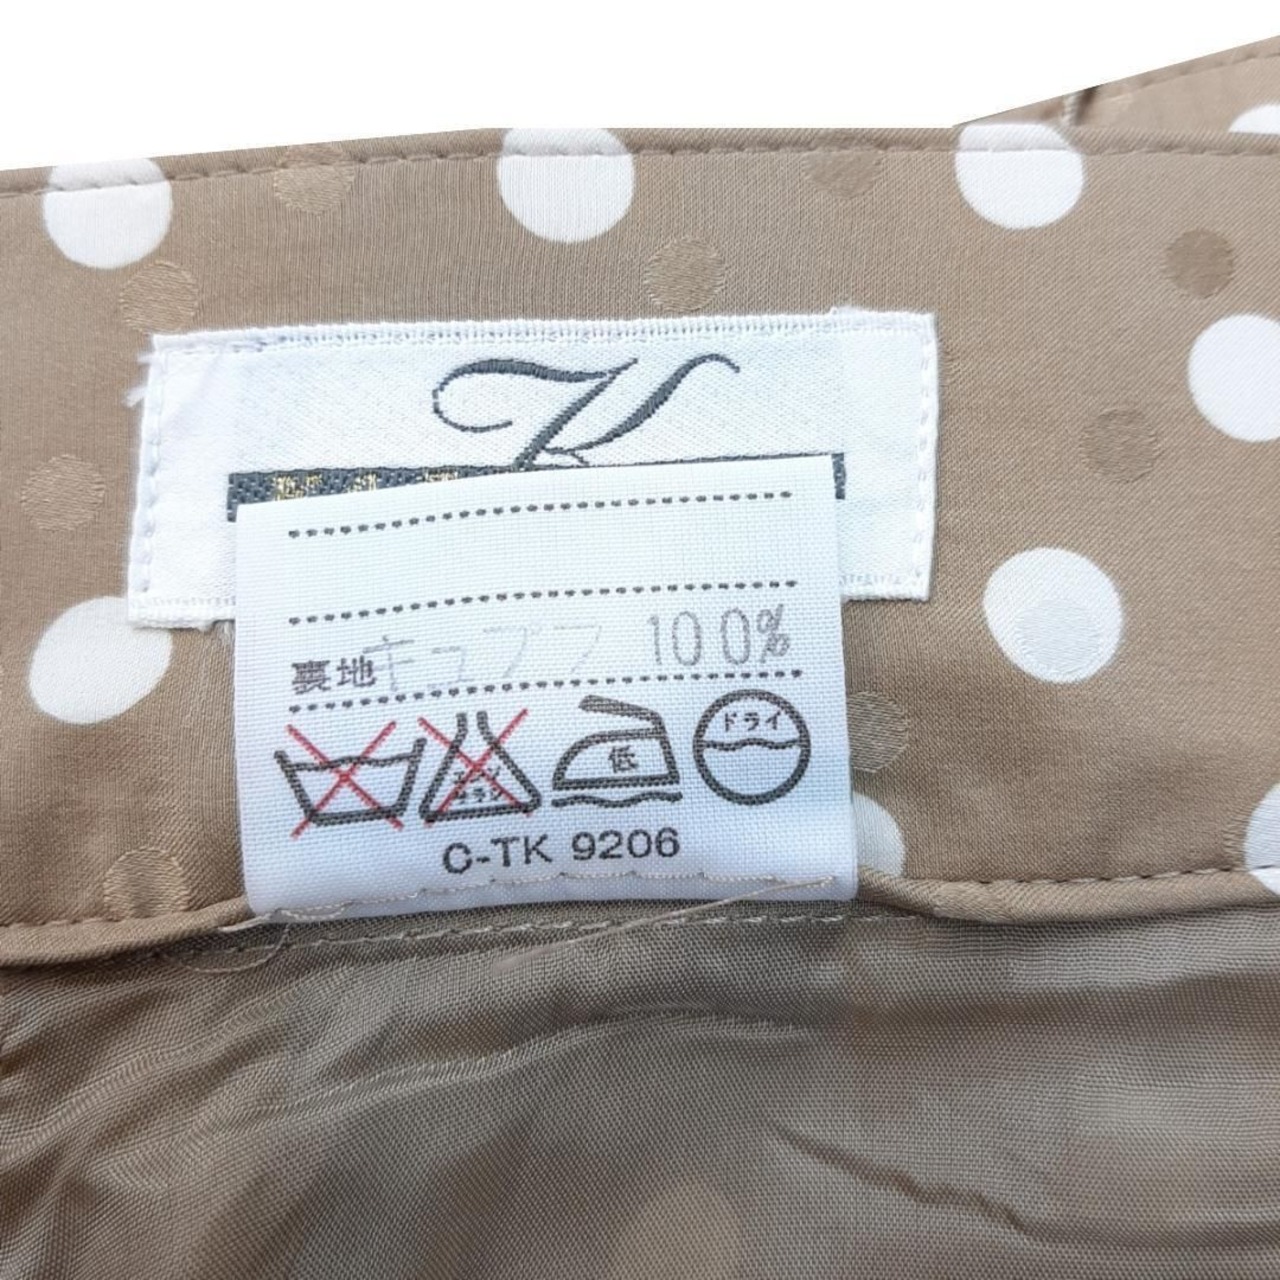 裏地 キュプラ 100%
低
ドライ
C-TK 9206